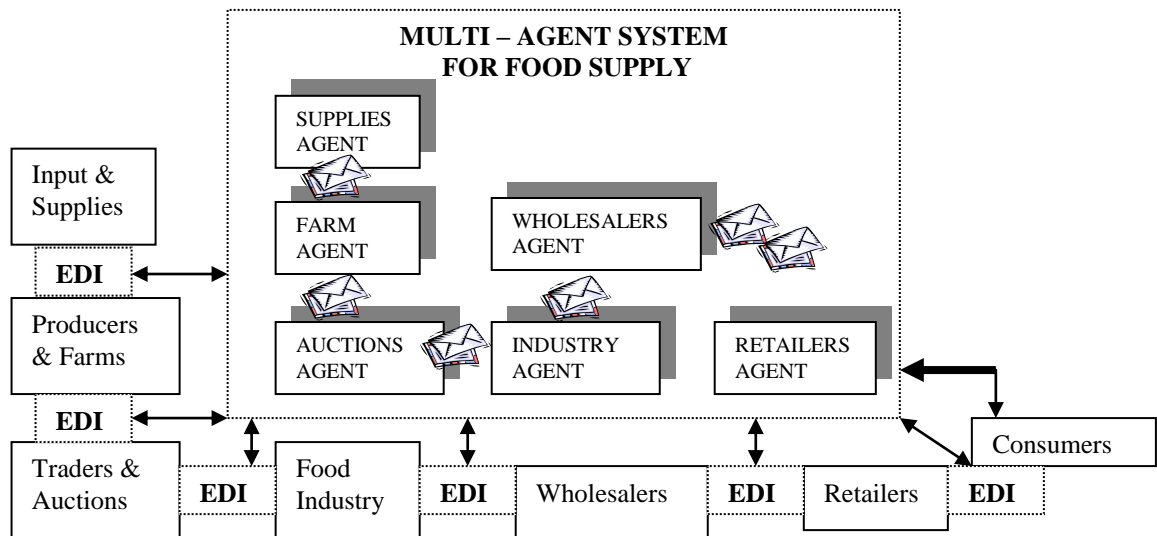 MULTI – AGENT SYSTEM
FOR FOOD SUPPLY
SUPPLIES
AGENT
Input &
Supplies
FARM
AGENT
WHOLESALERS
AGENT
EDI
Producers
& Farms
AUCTIONS
AGENT
INDUSTRY
AGENT
RETAILERS
AGENT
EDI
Consumers
Traders &
Auctions
EDI
Food
Industry
EDI
Wholesalers
EDI
Retailers
EDI